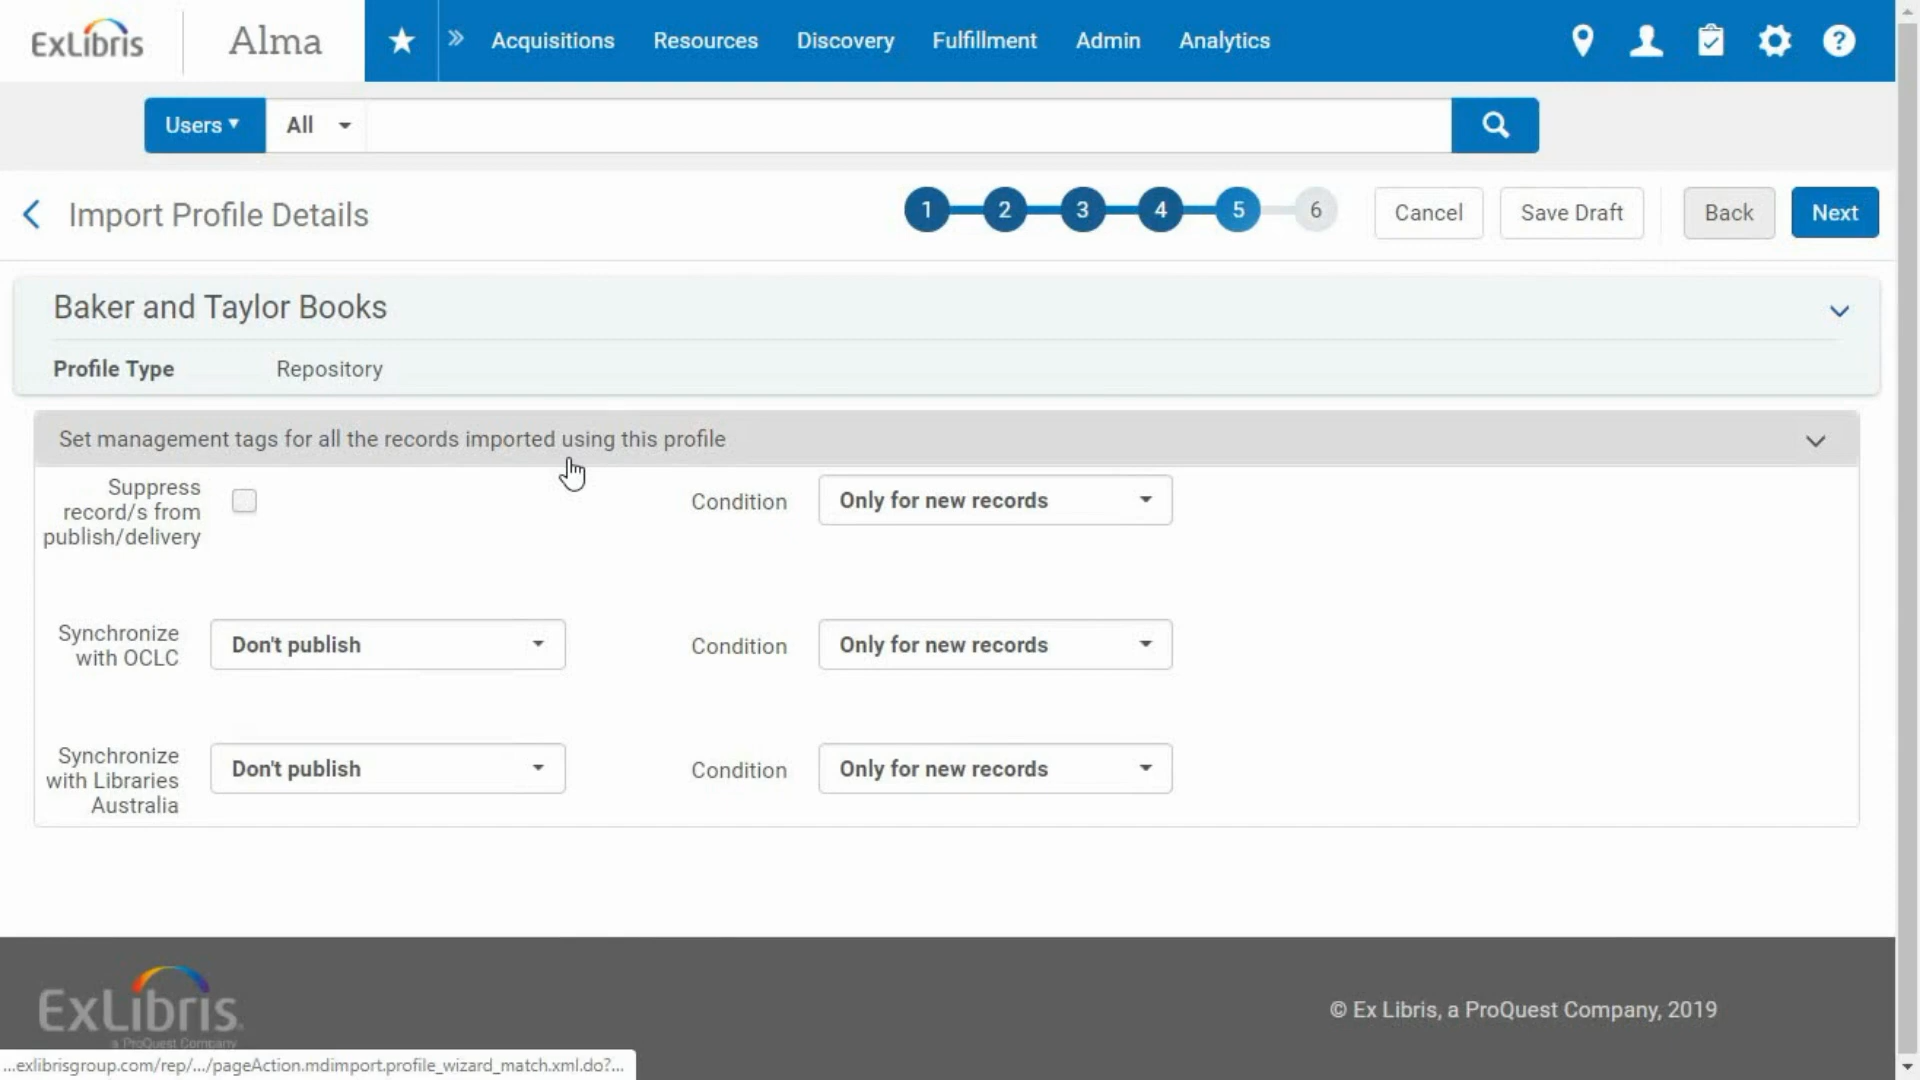 ExLibris
Alma
Acquisitions
Resources
Discovery
Fulfillment
Admin
Analytics
Users
All
Import Profile Details
1
2
3
4
5
6
Cancel
Save Draft
Back
Next
Baker and Taylor Books
Profile Type
Repository
Set management tags for all the records imported using this profile
Suppress
record/s from
publish/delivery
Condition
Only for new records
Synchronize
with OCLC
Don't publish
Condition
Only for new records
Synchronize
with Libraries
Australia
Don't publish
Condition
Only for new records
ExLibris
a ProQuest Company
© Ex Libris, a ProQuest Company, 2019
...exlibrisgroup.com/rep/.../pageAction.mdimport.profile_wizard_match.xml.do?...